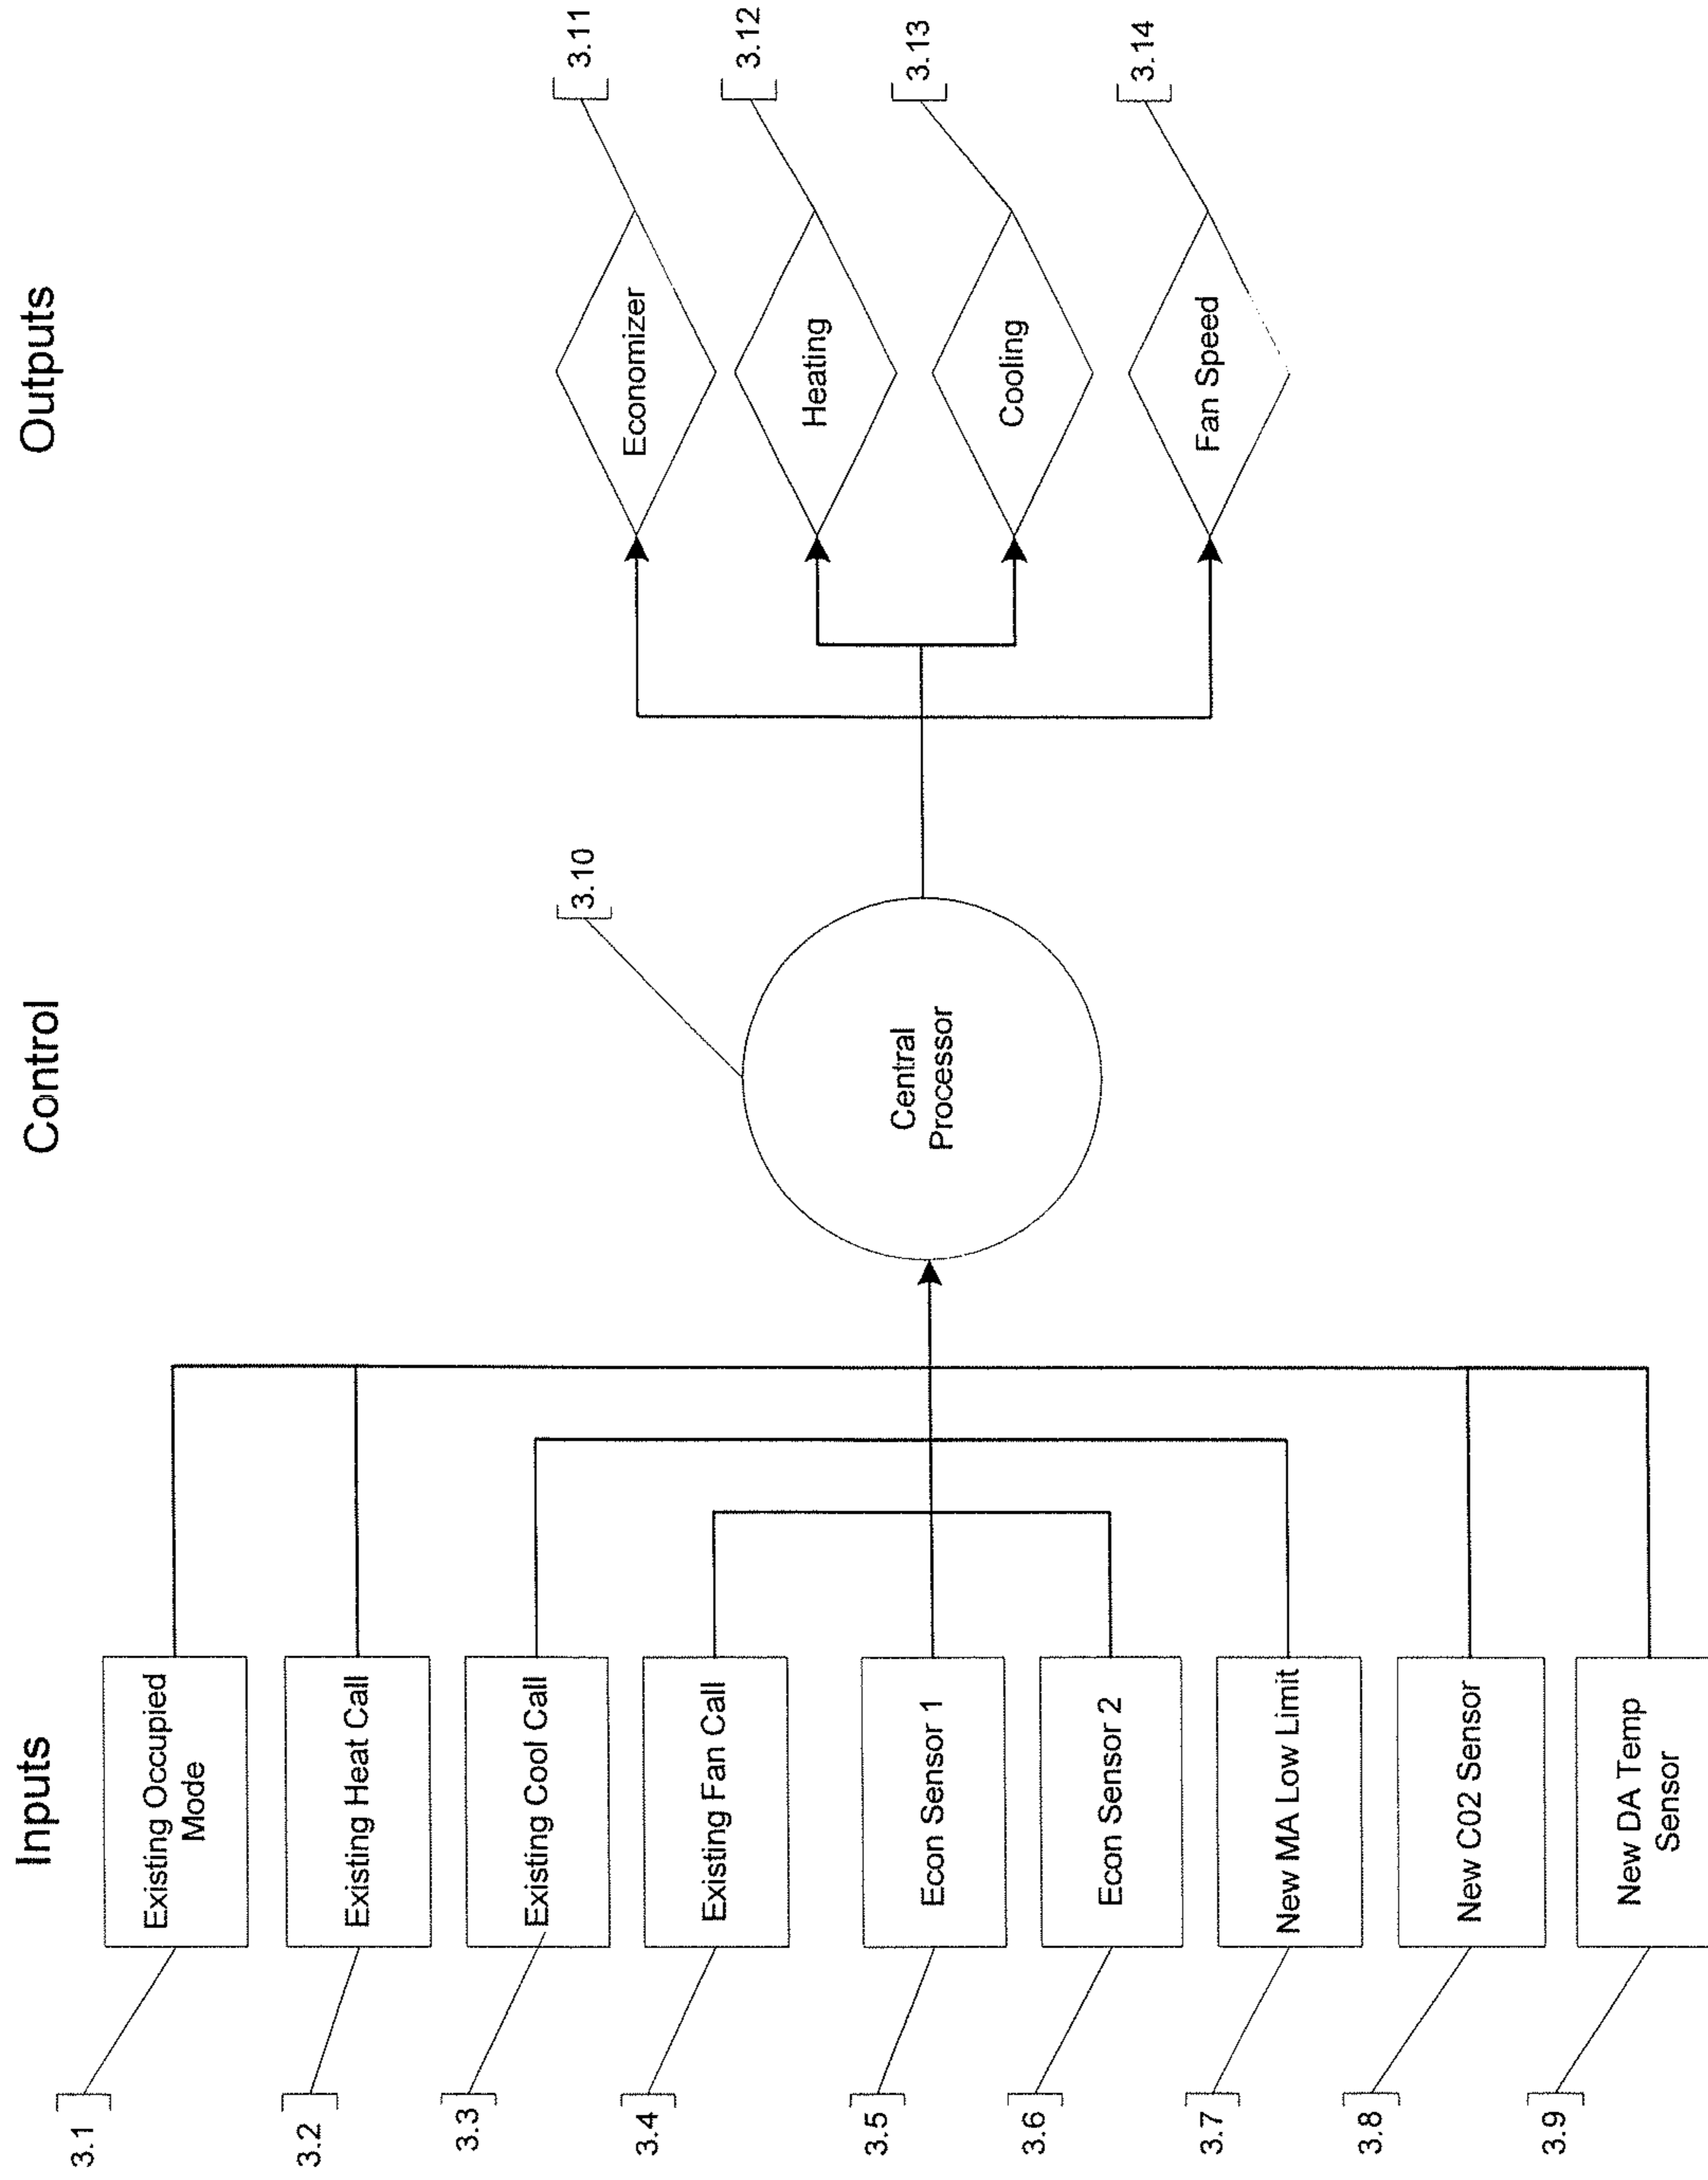 Inputs
Control
Outputs
3.1
Existing Occupied
Mode
3.2
Existing Heat Call
3.3
Existing Cool Call
3.4
Existing Fan Call
3.5
Econ Sensor 1
3.6
Econ Sensor 2
3.7
New MA Low Limit
3.8
New C02 Sensor
3.9
New DA Temp
Sensor
3.10
Central
Processor
3.11
Economizer
3.12
Heating
3.13
Cooling
3.14
Fan Speed